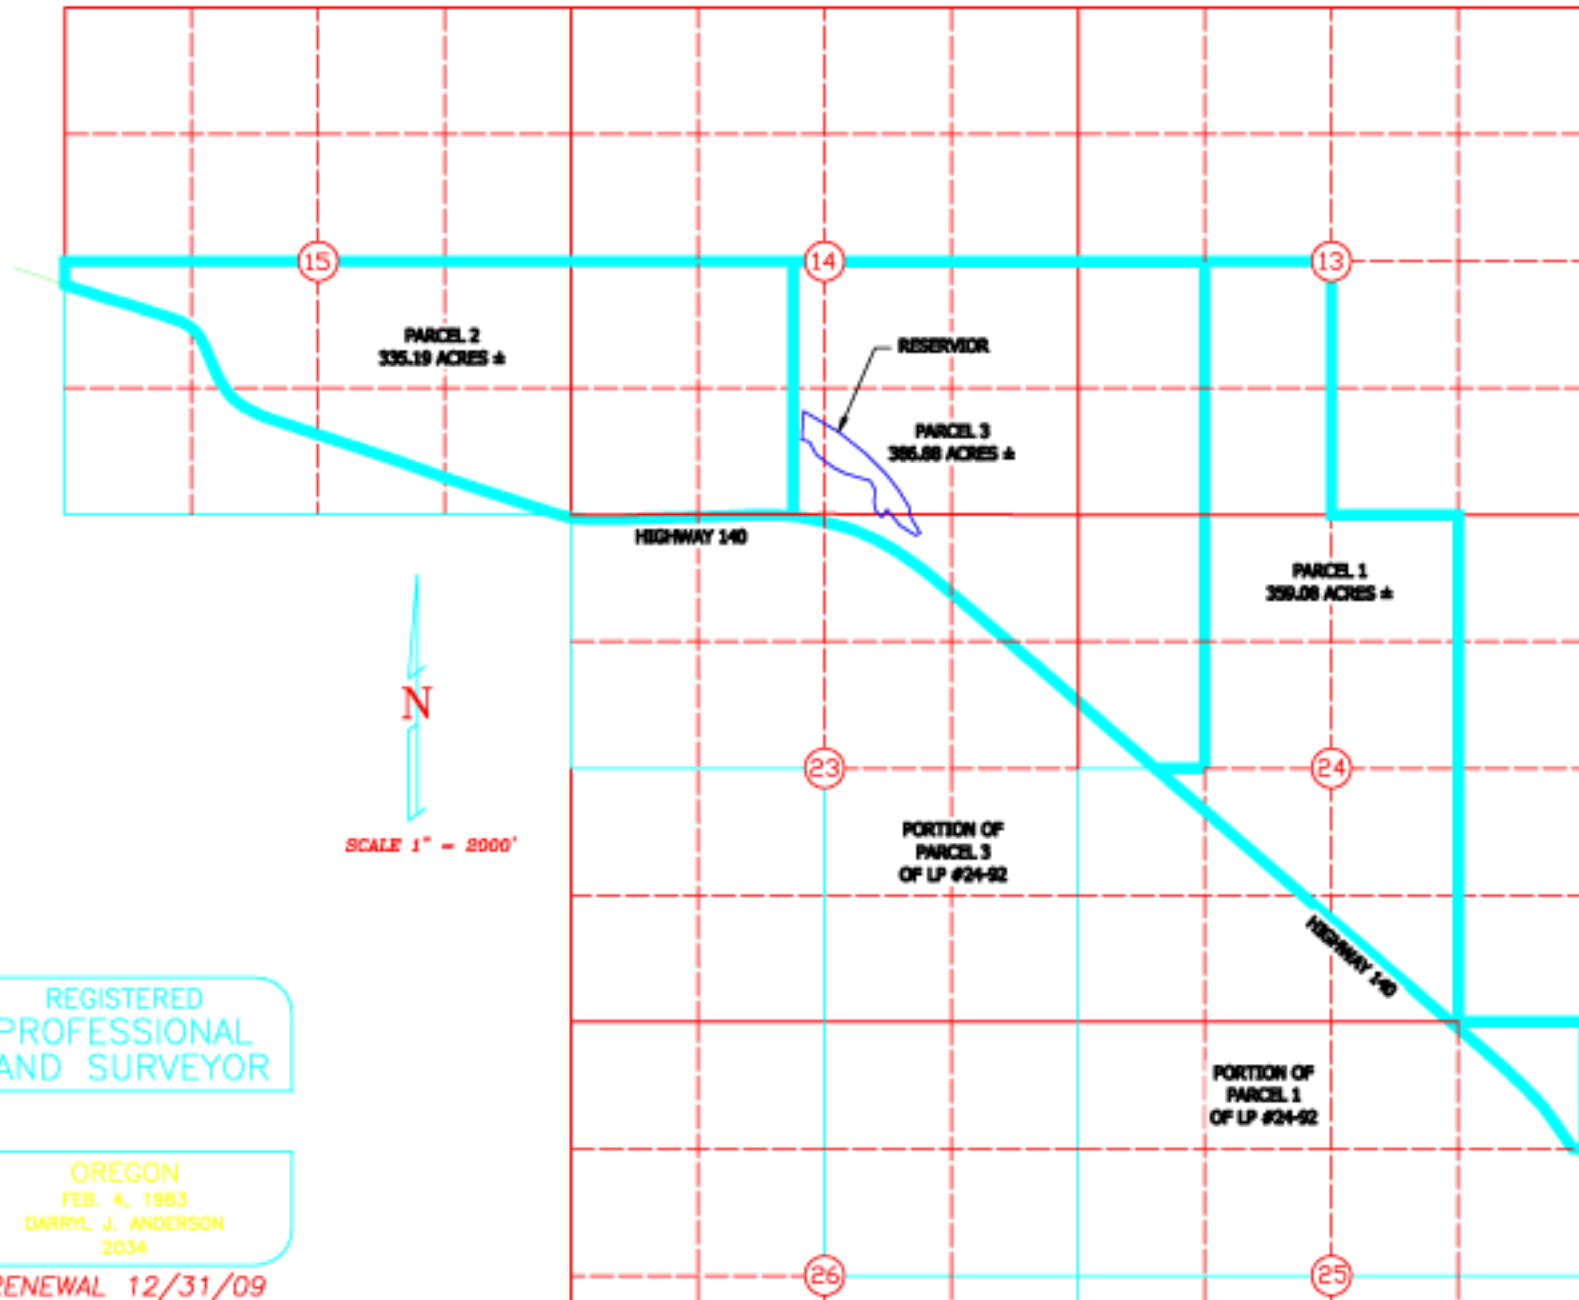 15
14
13
PARCEL 2
335.19 ACRES ±
RESERVIOR
PARCEL 3
386.88 ACRES ±
HIGHWAY 140
PARCEL 1
359.08 ACRES ±
N
SCALE 1" = 2000'
23
24
PORTION OF
PARCEL 3
OF LP #24-92
HIGHWAY 140
REGISTERED
PROFESSIONAL
AND SURVEYOR
PORTION OF
PARCEL 1
OF LP #24-92
OREGON
FEB. 4, 1983
DARRYL J. ANDERSON
2034
RENEWAL 12/31/09
26
25